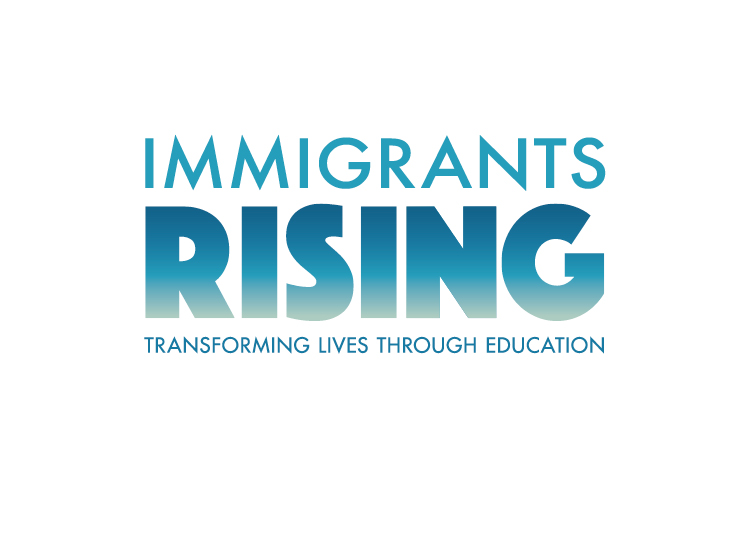 IMMIGRANTS
RISING
TRANSFORMING LIVES THROUGH EDUCATION